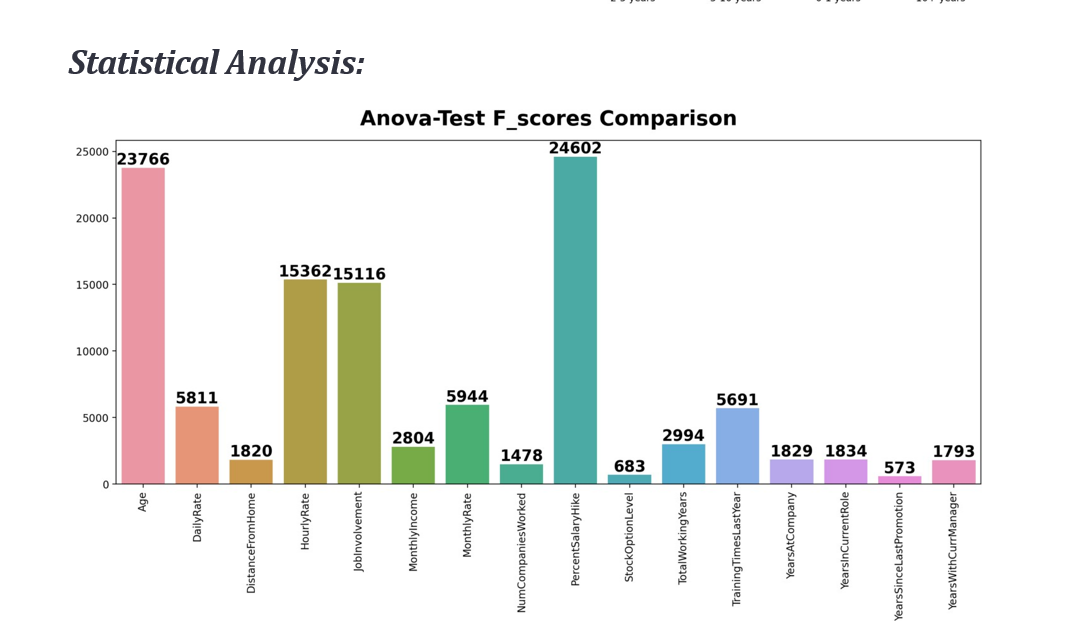 Statistical Analysis:
Anova-Test F_scores Comparison
25000
20000
15000
10000
5000
0
23766
5811
1820
15362
15116
2804
5944
1478
24602
683
2994
5691
1829
1834
573
1793
Age
DailyRate
DistanceFromHome
HourlyRate
JobInvolvement
MonthlyIncome
MonthlyRate
NumCompaniesWorked
PercentSalaryHike
StockOptionLevel
TotalWorkingYears
TrainingTimesLastYear
YearsAtCompany
YearsInCurrentRole
YearsSinceLastPromotion
YearsWithCurrManager